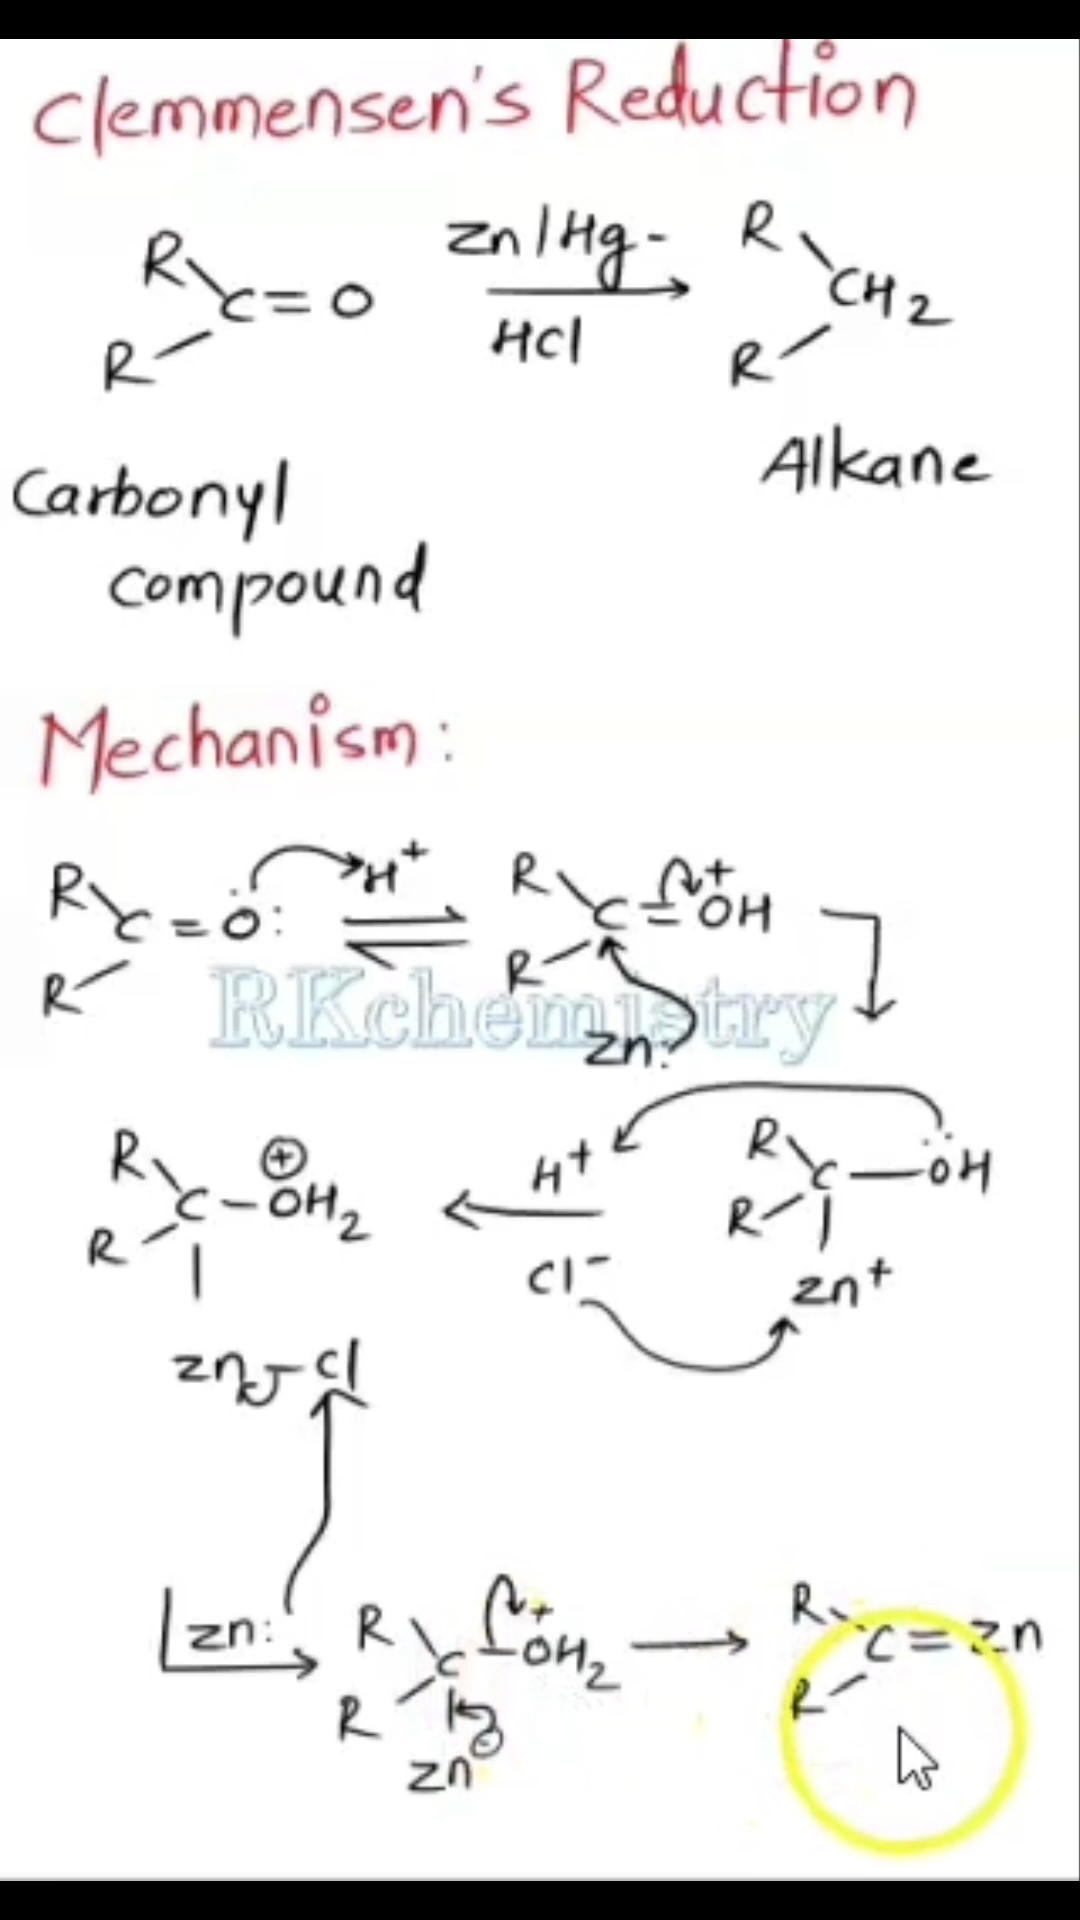 Clemmensen's Reduction
R
R
C=O
Zn/Hg-
HCl
R
R
CH2
Carbonyl
compound
Alkane
Mechanism:
R
R
C=Ö:
H+
R
R
C=OH
+
Zn:
RKchemistry
R
R
C-OH2
+
Zn-Cl
H+
Cl-
R
R
C-ÖH
Zn+
Zn:
R
R
C-OH2
+
Zn-
R
R
C=Zn